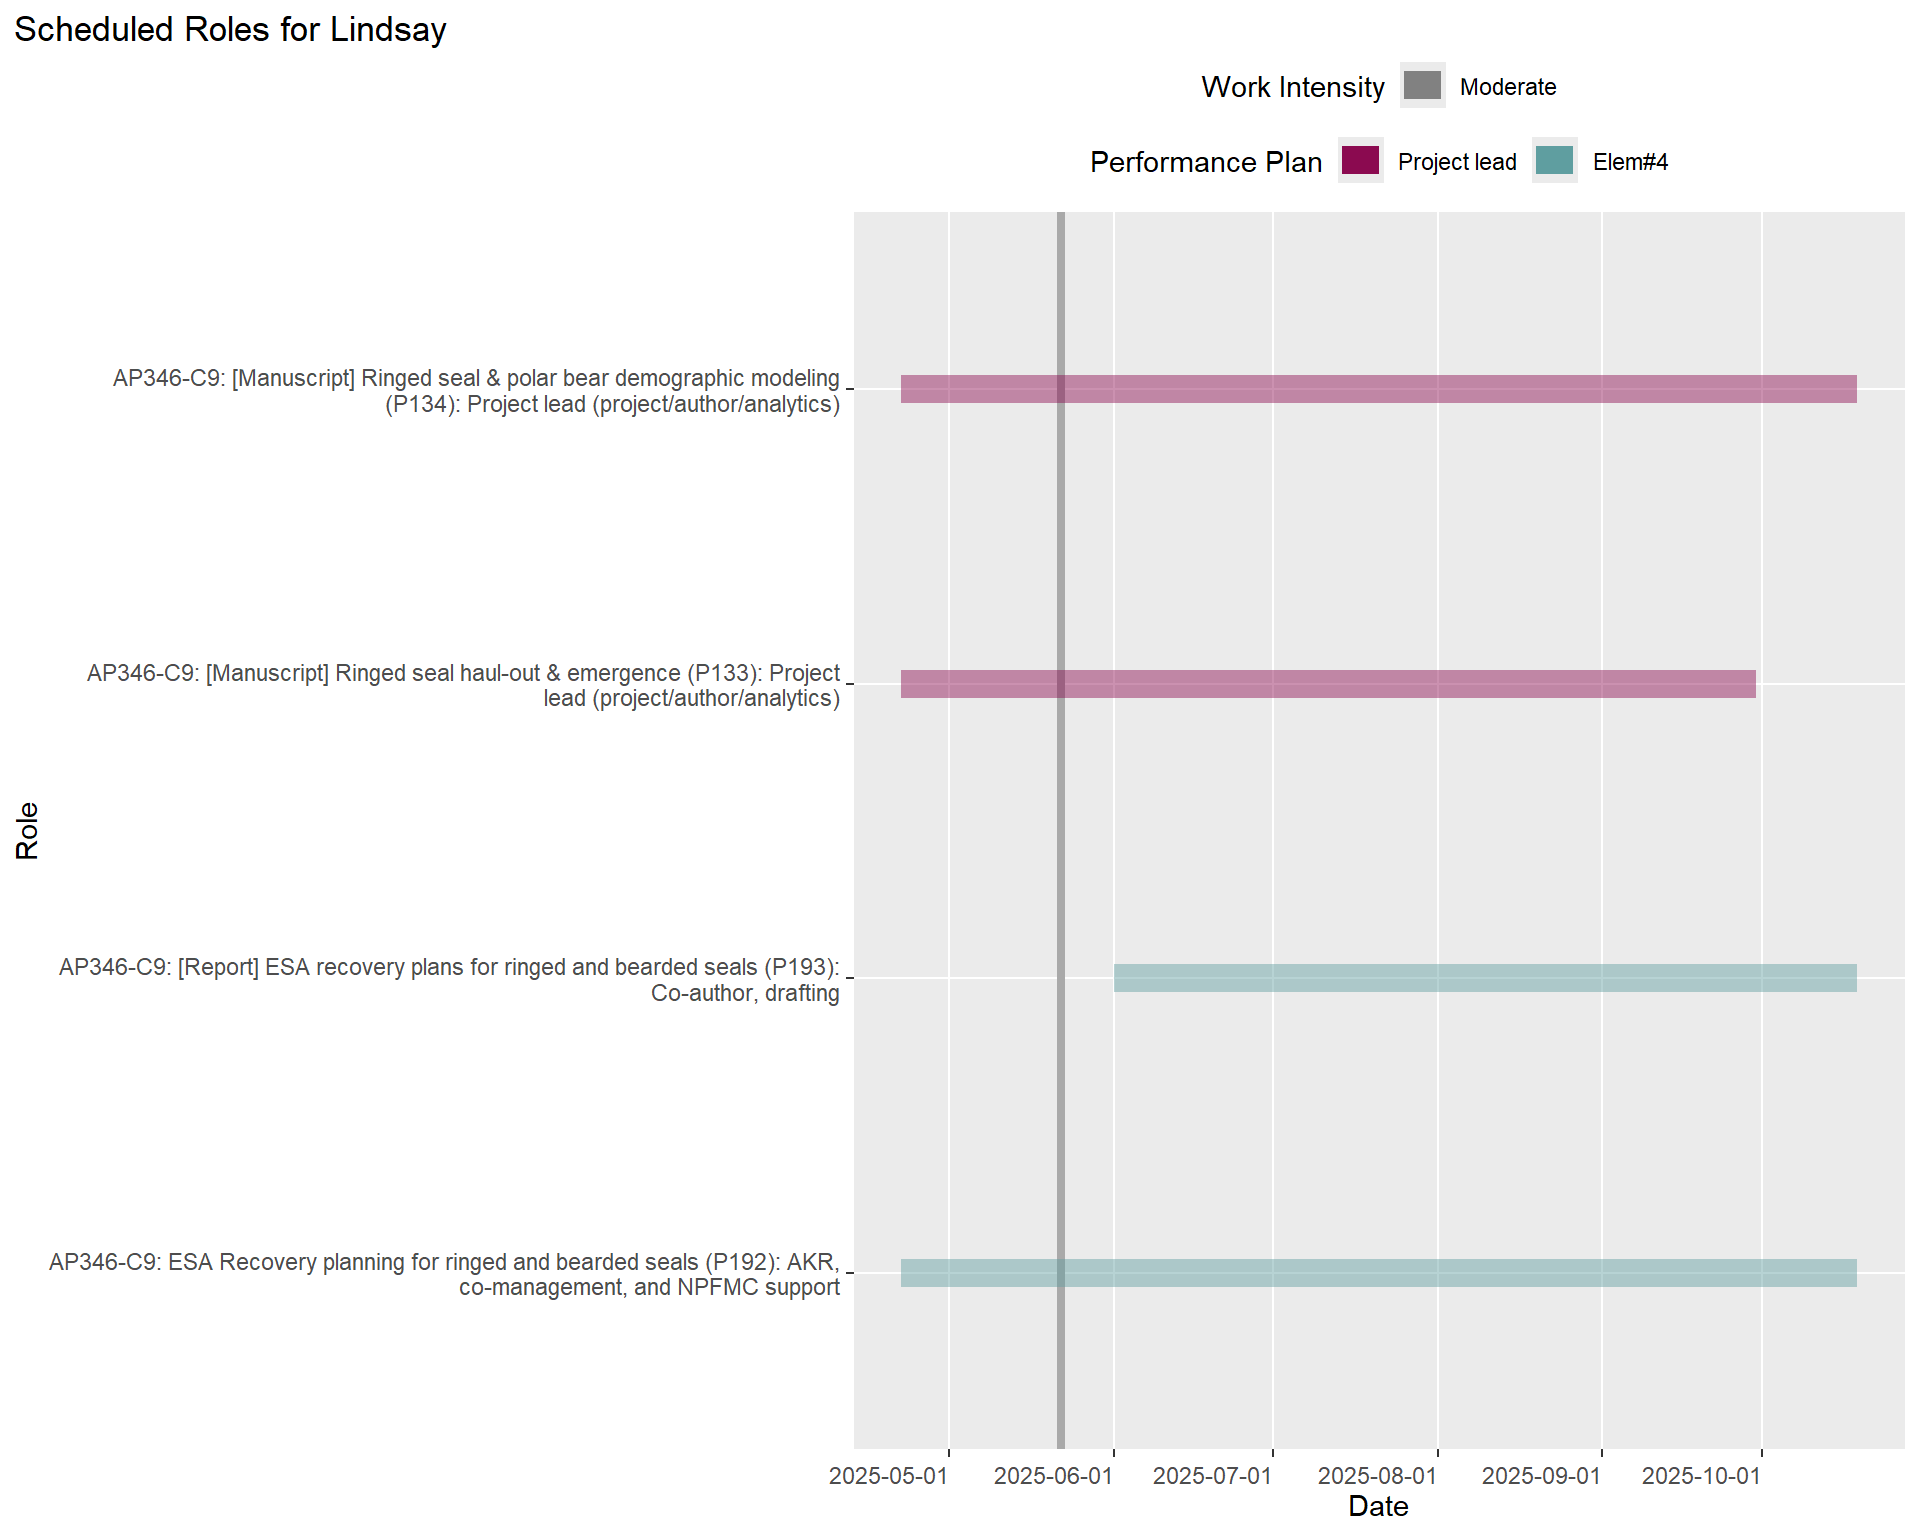 Scheduled Roles for Lindsay
Work Intensity Moderate
Performance Plan Project lead Elem#4
AP346-C9: [Manuscript] Ringed seal & polar bear demographic modeling
(P134): Project lead (project/author/analytics)
AP346-C9: [Manuscript] Ringed seal haul-out & emergence (P133): Project
lead (project/author/analytics)
Role
AP346-C9: [Report] ESA recovery plans for ringed and bearded seals (P193):
Co-author, drafting
AP346-C9: ESA Recovery planning for ringed and bearded seals (P192): AKR,
co-management, and NPFMC support
2025-05-01 2025-06-01 2025-07-01 2025-08-01 2025-09-01 2025-10-01
Date